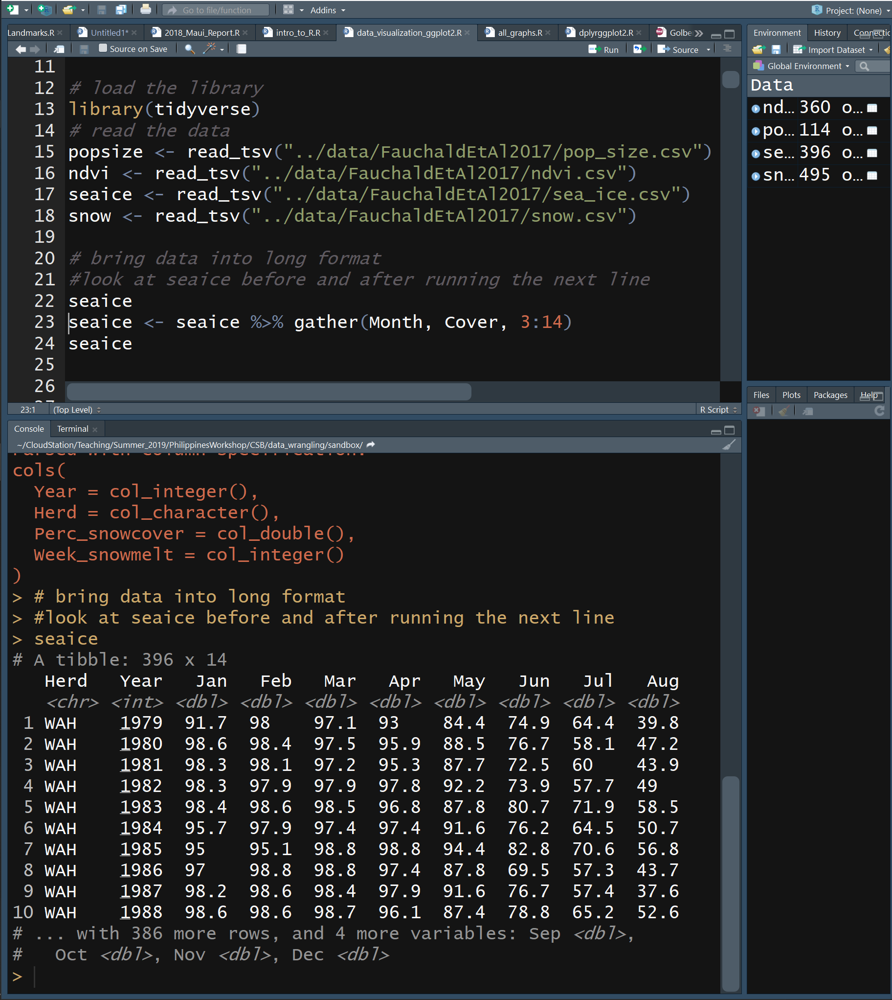 Go to file/function Addins Project: (None)
Landmarks.R Untitled1* 2018_Maui_Report.R intro_to_R.R data_visualization_ggplot2.R all_graphs.R dplyrggplot2.R Golbe
Source on Save Run Source
11
12 # load the library
13 library(tidyverse)
14 # read the data
15 popsize <- read_tsv("../data/FauchaldEtAl2017/pop_size.csv")
16 ndvi <- read_tsv("../data/FauchaldEtAl2017/ndvi.csv")
17 seaice <- read_tsv("../data/FauchaldEtAl2017/sea_ice.csv")
18 snow <- read_tsv("../data/FauchaldEtAl2017/snow.csv")
19
20 # bring data into long format
21 #look at seaice before and after running the next line
22 seaice
23 seaice <- seaice %>% gather(Month, Cover, 3:14)
24 seaice
25
26
23:1 (Top Level) R Script
Console Terminal
~/CloudStation/Teaching/Summer_2019/PhilippinesWorkshop/CSB/data_wrangling/sandbox/
Parsed with column specification:
cols(
  Year = col_integer(),
  Herd = col_character(),
  Perc_snowcover = col_double(),
  Week_snowmelt = col_integer()
)
> # bring data into long format
> #look at seaice before and after running the next line
> seaice
# A tibble: 396 x 14
   Herd   Year   Jan   Feb   Mar   Apr   May   Jun   Jul   Aug
   <chr> <int> <dbl> <dbl> <dbl> <dbl> <dbl> <dbl> <dbl> <dbl>
 1 WAH    1979  91.7  98    97.1  93    84.4  74.9  64.4  39.8
 2 WAH    1980  98.6  98.4  97.5  95.9  88.5  76.7  58.1  47.2
 3 WAH    1981  98.3  98.1  97.2  95.3  87.7  72.5  60    43.9
 4 WAH    1982  98.3  97.9  97.9  97.8  92.2  73.9  57.7  49
 5 WAH    1983  98.4  98.6  98.5  96.8  87.8  80.7  71.9  58.5
 6 WAH    1984  95.7  97.9  97.4  97.4  91.6  76.2  64.5  50.7
 7 WAH    1985  95    95.1  98.8  98.8  94.4  82.8  70.6  56.8
 8 WAH    1986  97    98.8  98.8  97.4  87.8  69.5  57.3  43.7
 9 WAH    1987  98.2  98.6  98.4  97.9  91.6  76.7  57.4  37.6
10 WAH    1988  98.6  98.6  98.7  96.1  87.4  78.8  65.2  52.6
# ... with 386 more rows, and 4 more variables: Sep <dbl>,
#   Oct <dbl>, Nov <dbl>, Dec <dbl>
>
Environment History Connectic
Import Dataset
Global Environment
Data
nd... 360 o...
po... 114 o...
se... 396 o...
sn... 495 o...
Files Plots Packages Help